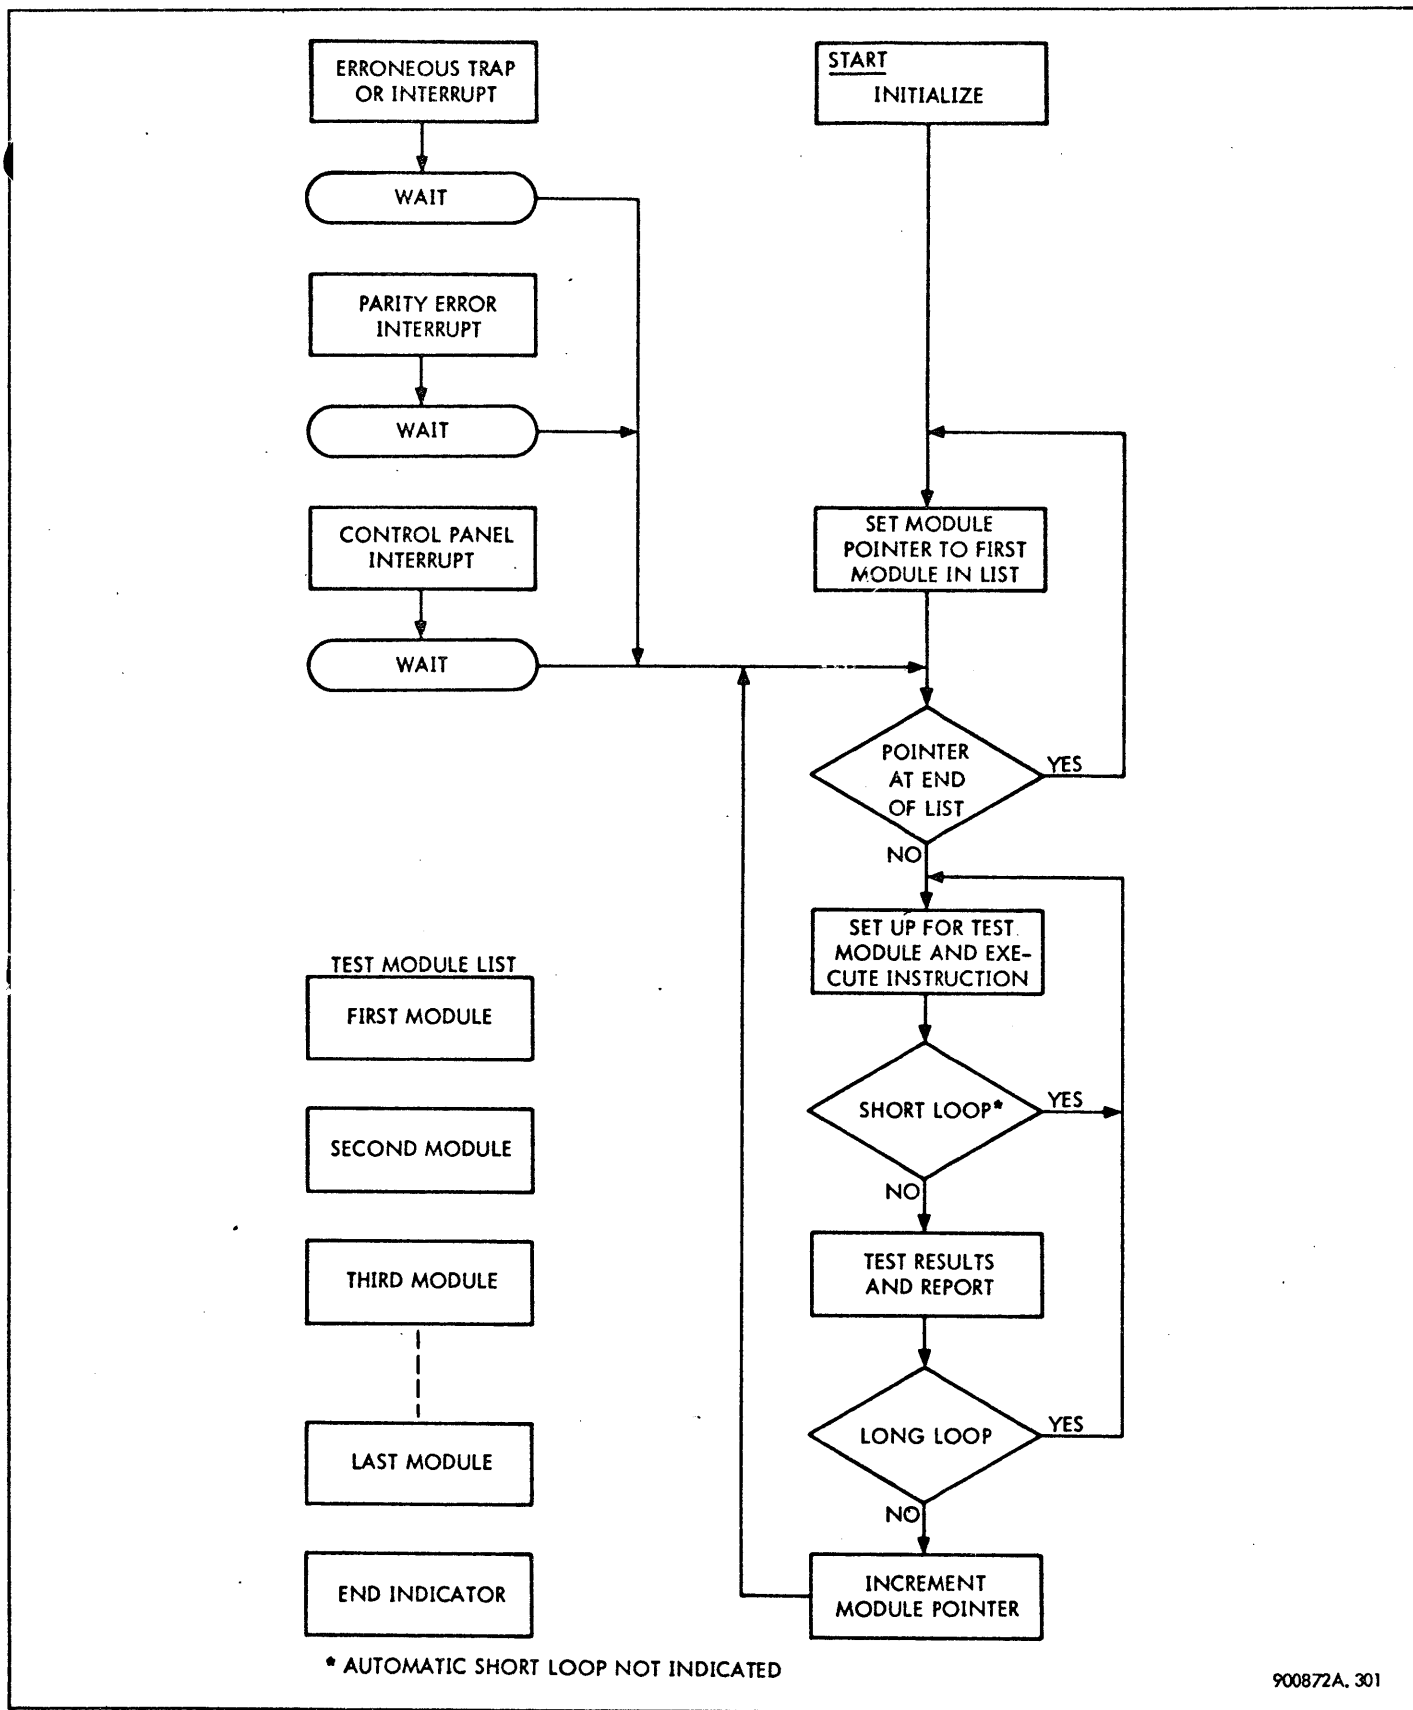 ERRONEOUS TRAP
OR INTERRUPT
WAIT
PARITY ERROR
INTERRUPT
WAIT
CONTROL PANEL
INTERRUPT
WAIT
START
INITIALIZE
SET MODULE
POINTER TO FIRST
MODULE IN LIST
POINTER
AT END
OF LIST
YES
NO
SET UP FOR TEST
MODULE AND EXE-
CUTE INSTRUCTION
SHORT LOOP*
YES
NO
TEST RESULTS
AND REPORT
LONG LOOP
YES
NO
INCREMENT
MODULE POINTER
TEST MODULE LIST
FIRST MODULE
SECOND MODULE
THIRD MODULE
LAST MODULE
END INDICATOR
* AUTOMATIC SHORT LOOP NOT INDICATED
900872A. 301